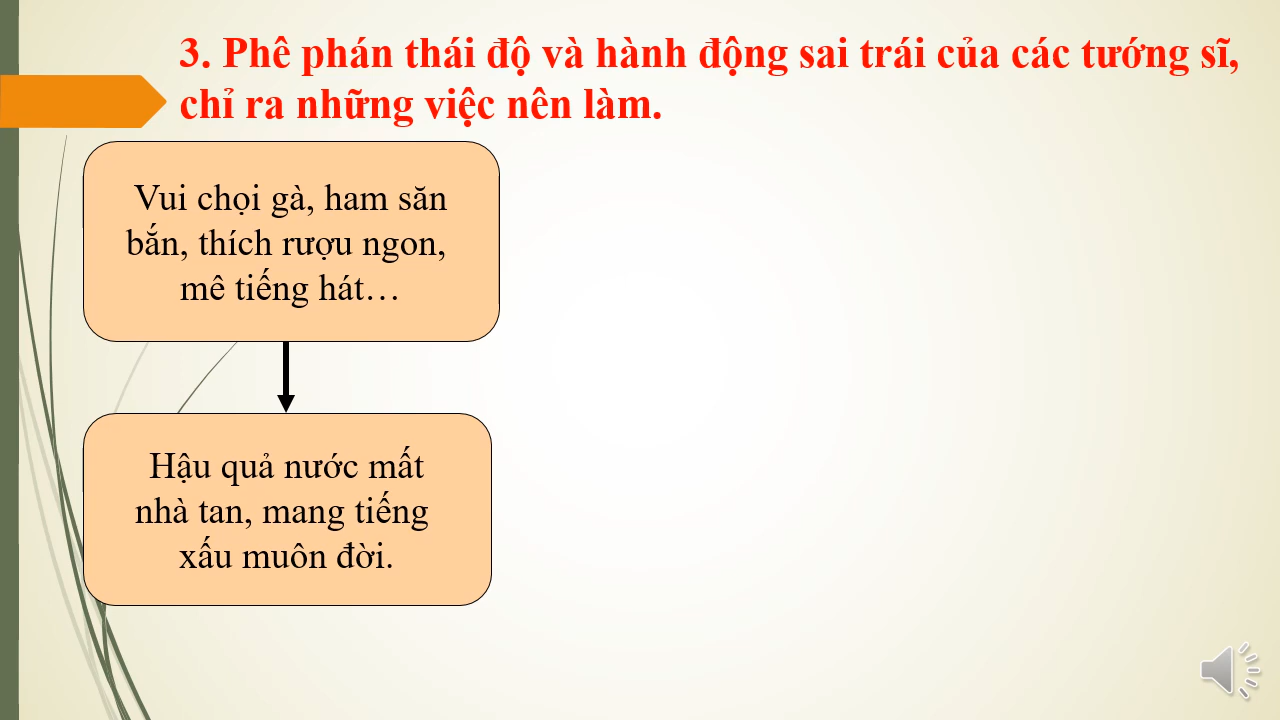 3. Phê phán thái độ và hành động sai trái của các tướng sĩ,
chỉ ra những việc nên làm.
Vui chọi gà, ham săn
bắn, thích rượu ngon,
mê tiếng hát…
Hậu quả nước mất
nhà tan, mang tiếng
xấu muôn đời.